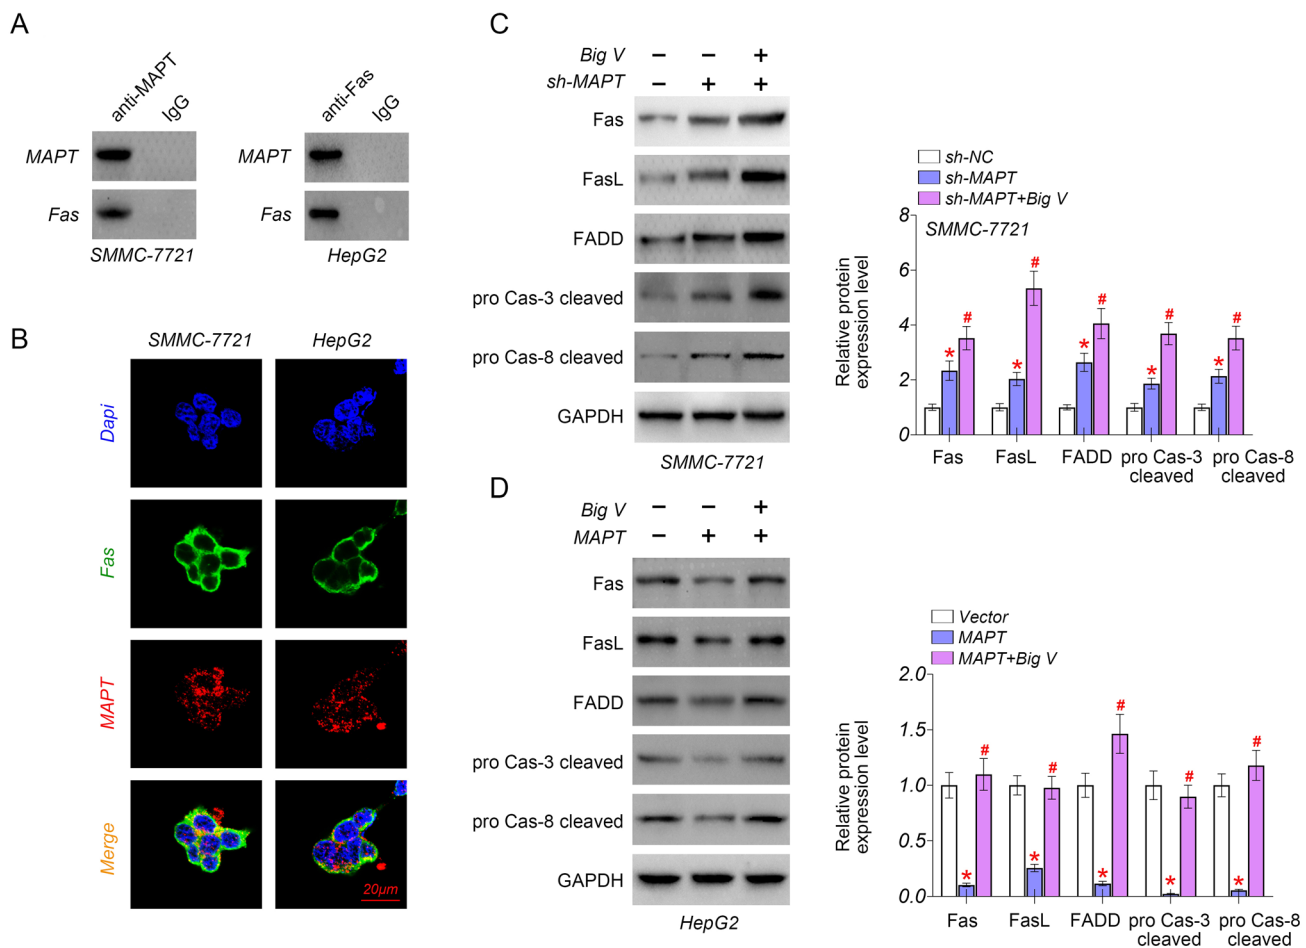 A
anti-MAPT
IgG
MAPT
Fas
SMMC-7721
anti-Fas
IgG
MAPT
Fas
HepG2
B
SMMC-7721
HepG2
Dapi
Fas
MAPT
Merge
20μm
C
Big V − − +
sh-MAPT − + +
Fas
FasL
FADD
pro Cas-3 cleaved
pro Cas-8 cleaved
GAPDH
SMMC-7721
sh-NC
sh-MAPT
sh-MAPT+Big V
SMMC-7721
Relative protein
expression level
8
6
4
2
0
* # * # * # * # * #
Fas FasL FADD pro Cas-3 pro Cas-8
cleaved cleaved
D
Big V − − +
MAPT − + +
Fas
FasL
FADD
pro Cas-3 cleaved
pro Cas-8 cleaved
GAPDH
HepG2
Vector
MAPT
MAPT+Big V
Relative protein
expression level
2.0
1.5
1.0
0.5
0.0
* # * # * # * # * #
Fas FasL FADD pro Cas-3 pro Cas-8
cleaved cleaved